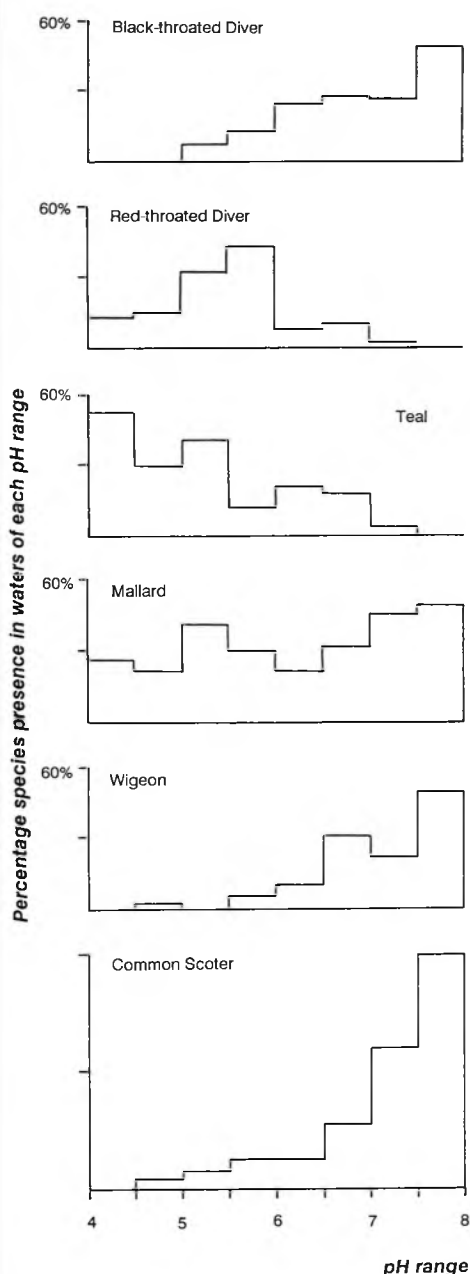 60%
Black-throated Diver
60%
Red-throated Diver
60%
Teal
60%
Mallard
60%
Wigeon
Common Scoter
Percentage species presence in waters of each pH range
4 5 6 7 8
pH range